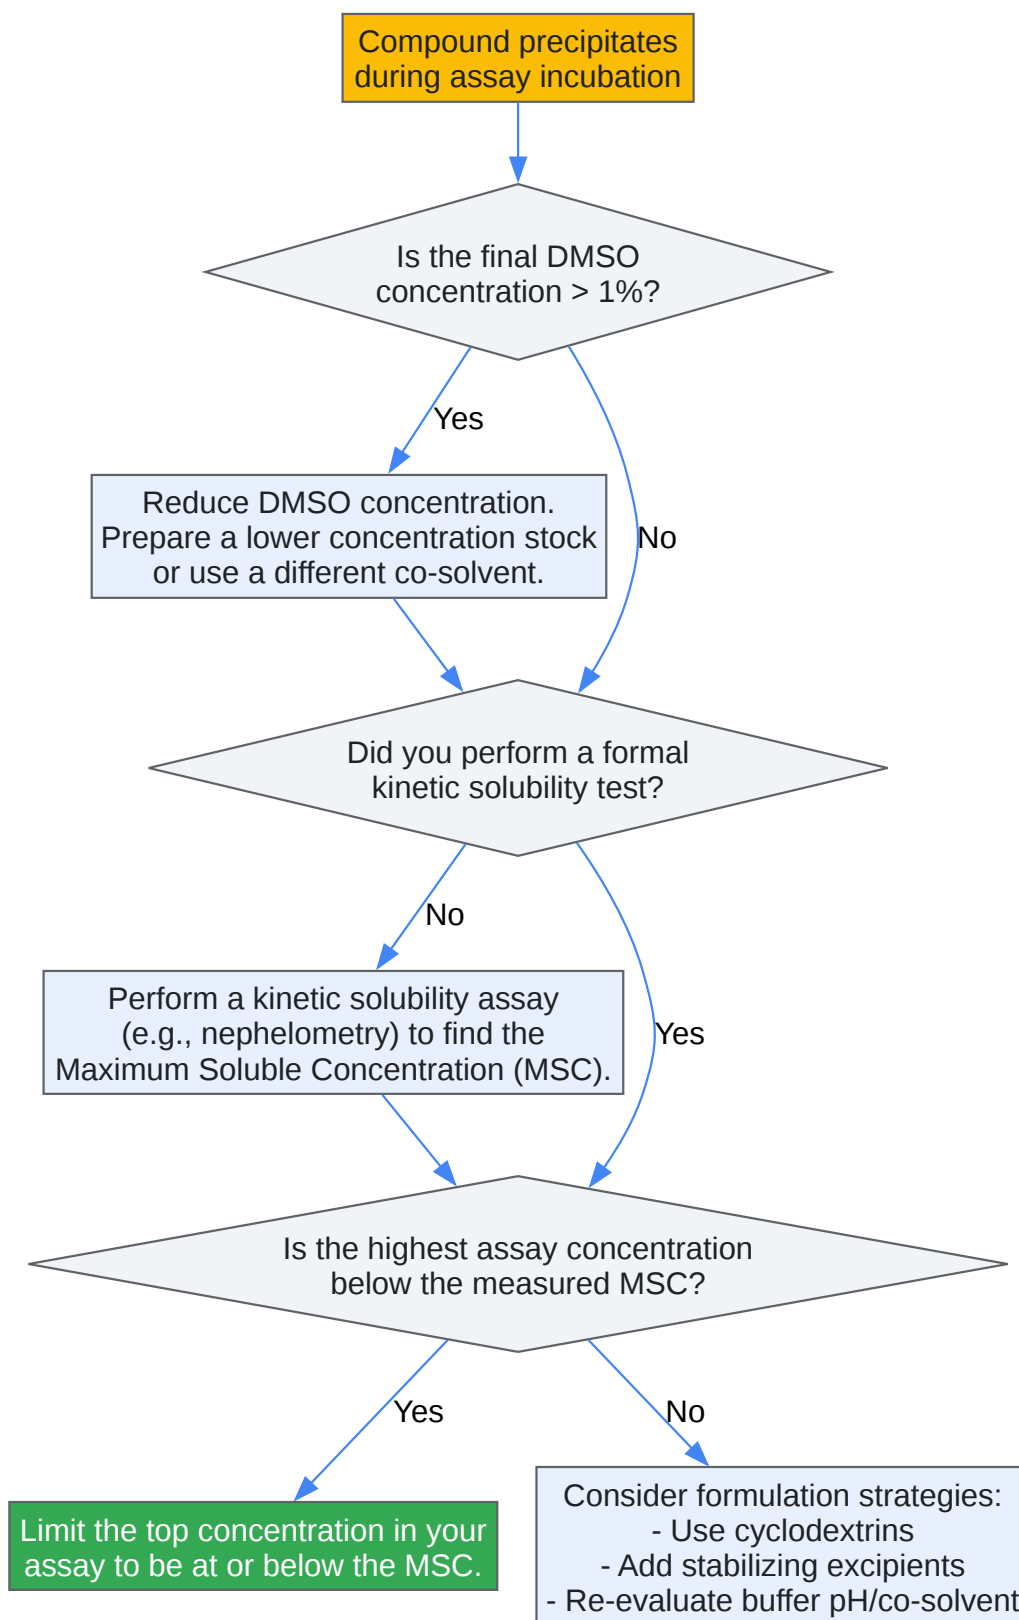 Compound precipitates
during assay incubation
Is the final DMSO
concentration > 1%?
Yes
No
Reduce DMSO concentration.
Prepare a lower concentration stock
or use a different co-solvent.
Did you perform a formal
kinetic solubility test?
No
Yes
Perform a kinetic solubility assay
(e.g., nephelometry) to find the
Maximum Soluble Concentration (MSC).
Is the highest assay concentration
below the measured MSC?
Yes
No
Limit the top concentration in your
assay to be at or below the MSC.
Consider formulation strategies:
- Use cyclodextrins
- Add stabilizing excipients
- Re-evaluate buffer pH/co-solvent